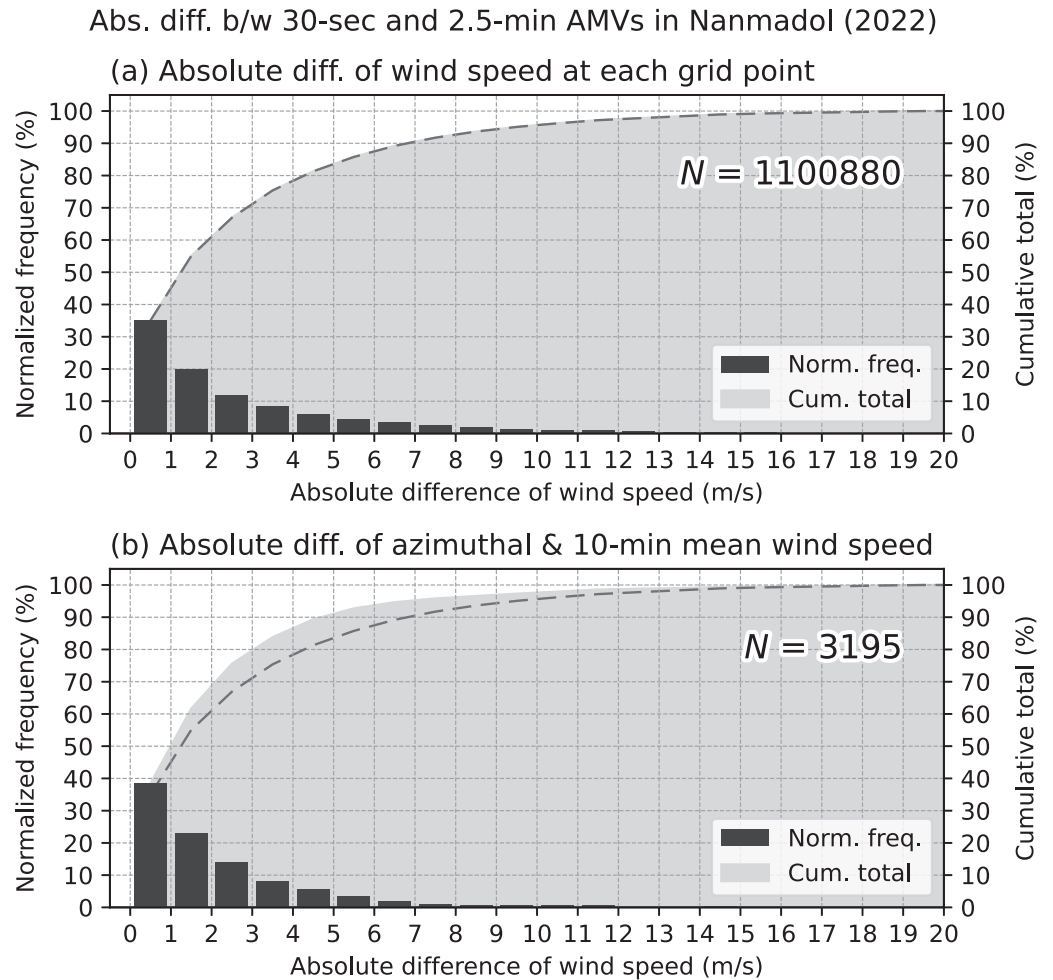 Abs. diff. b/w 30-sec and 2.5-min AMVs in Nanmadol (2022)
(a) Absolute diff. of wind speed at each grid point
Normalized frequency (%)
100
90
80
70
60
50
40
30
20
10
0
N = 1100880
Norm. freq.
Cum. total
100
90
80
70
60
50
40
30
20
10
0
Cumulative total (%)
0 1 2 3 4 5 6 7 8 9 10 11 12 13 14 15 16 17 18 19 20
Absolute difference of wind speed (m/s)
(b) Absolute diff. of azimuthal & 10-min mean wind speed
Normalized frequency (%)
100
90
80
70
60
50
40
30
20
10
0
N = 3195
Norm. freq.
Cum. total
100
90
80
70
60
50
40
30
20
10
0
Cumulative total (%)
0 1 2 3 4 5 6 7 8 9 10 11 12 13 14 15 16 17 18 19 20
Absolute difference of wind speed (m/s)